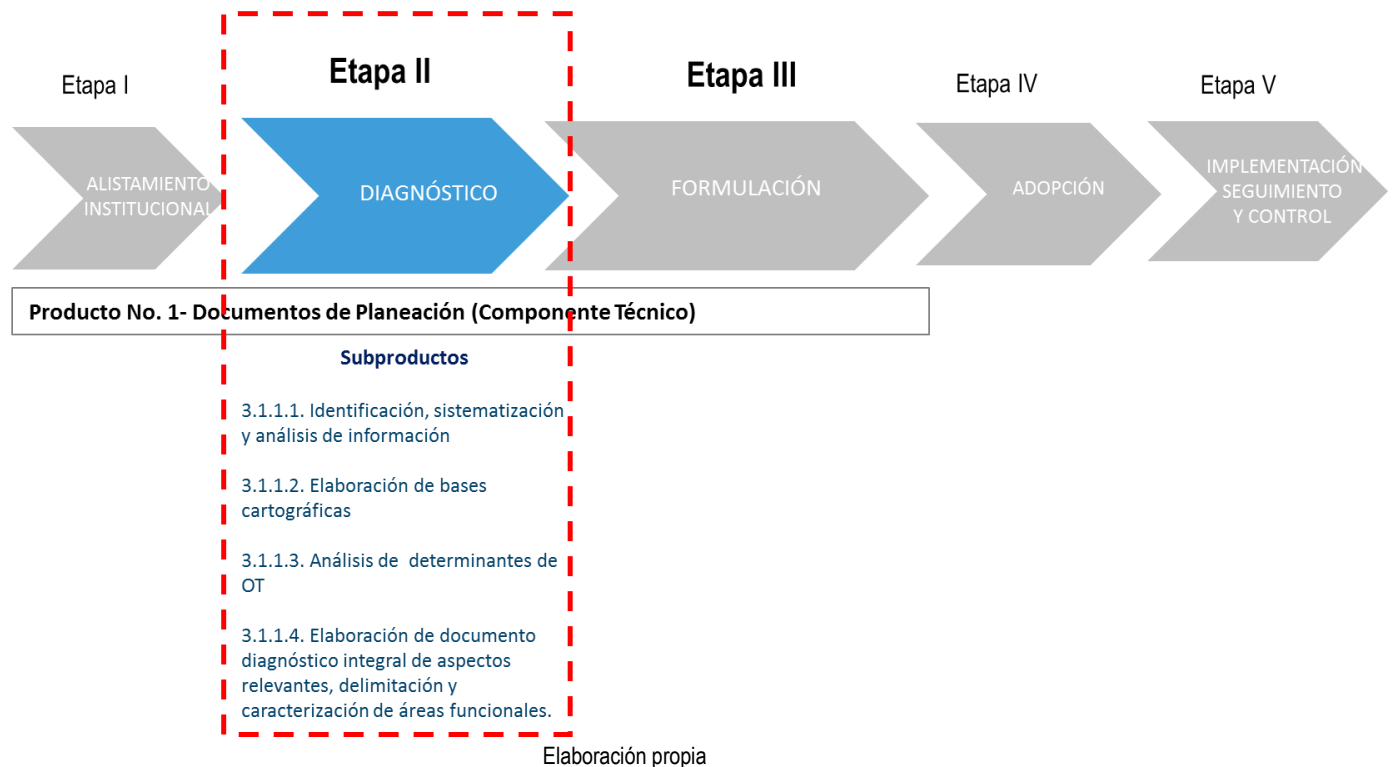 Etapa I
Etapa II
Etapa III
Etapa IV
Etapa V
ALISTAMIENTO
INSTITUCIONAL
DIAGNÓSTICO
FORMULACIÓN
ADOPCIÓN
IMPLEMENTACIÓN
SEGUIMIENTO
Y CONTROL
Producto No. 1- Documentos de Planeación (Componente Técnico)
Subproductos
3.1.1.1. Identificación, sistematización
y análisis de información
3.1.1.2. Elaboración de bases
cartográficas
3.1.1.3. Análisis de  determinantes de
OT
3.1.1.4. Elaboración de documento
diagnóstico integral de aspectos
relevantes, delimitación y
caracterización de áreas funcionales.
Elaboración propia